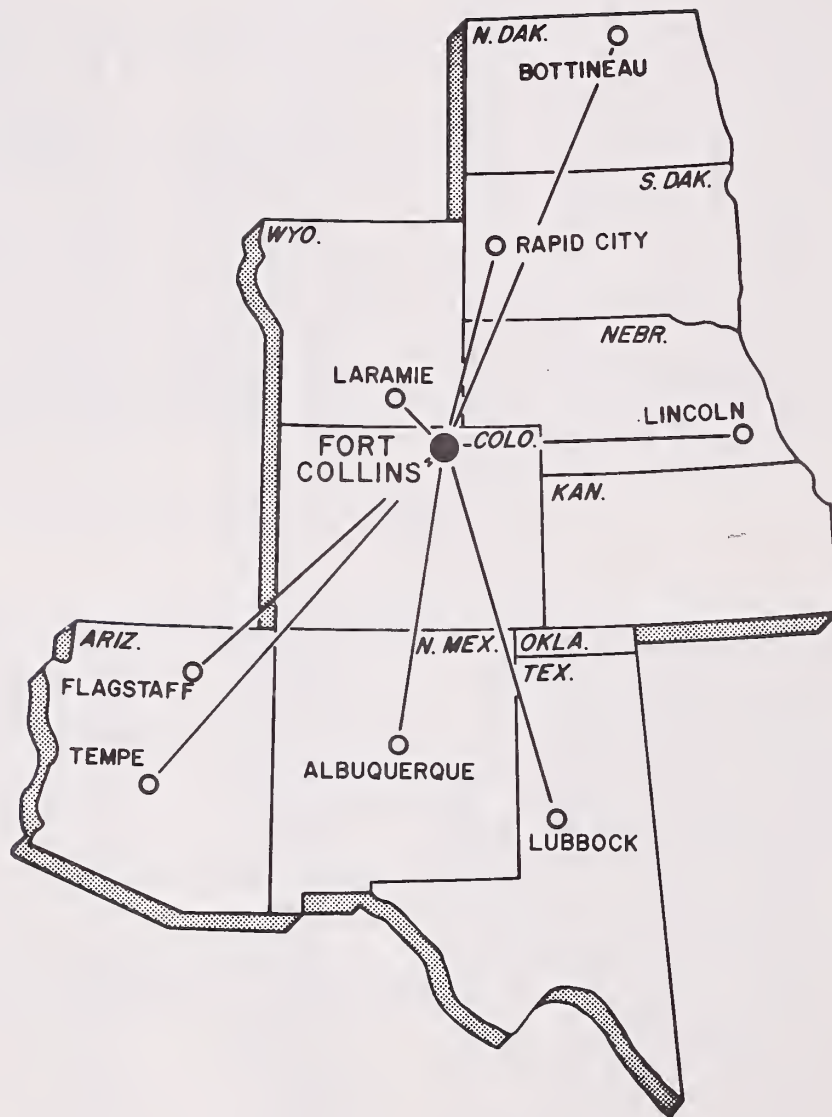 N. DAK.
BOTTINEAU
S. DAK.
WYO.
RAPID CITY
NEBR.
LARAMIE
LINCOLN
FORT
COLLINS
COLO.
KAN.
ARIZ.
N. MEX.
OKLA.
TEX.
FLAGSTAFF
TEMPE
ALBUQUERQUE
LUBBOCK